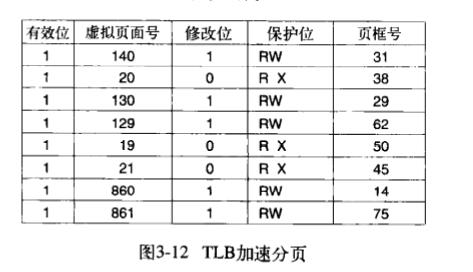 有效位 虚拟页面号 修改位 保护位 页框号
1 140 1 RW 31
1 20 0 R X 38
1 130 1 RW 29
1 129 1 RW 62
1 19 0 R X 50
1 21 0 R X 45
1 860 1 RW 14
1 861 1 RW 75
图3-12 TLB加速分页